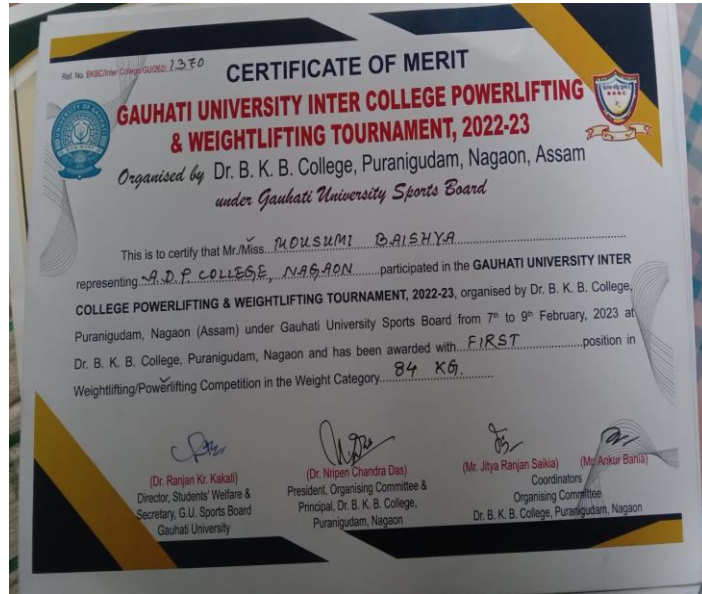 Ref. No. BKBC/Inter College/GU/262/ 1370
CERTIFICATE OF MERIT
GAUHATI UNIVERSITY INTER COLLEGE POWERLIFTING
& WEIGHTLIFTING TOURNAMENT, 2022-23
Organised by Dr. B. K. B. College, Puranigudam, Nagaon, Assam
under Gauhati University Sports Board
This is to certify that Mr./Miss. MOUSUMI BAISHYA
representing A.D.P. COLLEGE, NAGAON participated in the GAUHATI UNIVERSITY INTER
COLLEGE POWERLIFTING & WEIGHTLIFTING TOURNAMENT, 2022-23, organised by Dr. B. K. B. College,
Puranigudam, Nagaon (Assam) under Gauhati University Sports Board from 7th to 9th February, 2023 at
Dr. B. K. B. College, Puranigudam, Nagaon and has been awarded with FIRST position in
Weightlifting/Powerlifting Competition in the Weight Category 84 KG.
(Dr. Ranjan Kr. Kakati)
Director, Students' Welfare &
Secretary, G.U. Sports Board
Gauhati University
(Dr. Nripen Chandra Das)
President, Organising Committee &
Principal, Dr. B. K. B. College,
Puranigudam, Nagaon
(Mr. Jitya Ranjan Saikia) (Mr. Ankur Bania)
Coordinators
Organising Committee
Dr. B. K. B. College, Puranigudam, Nagaon